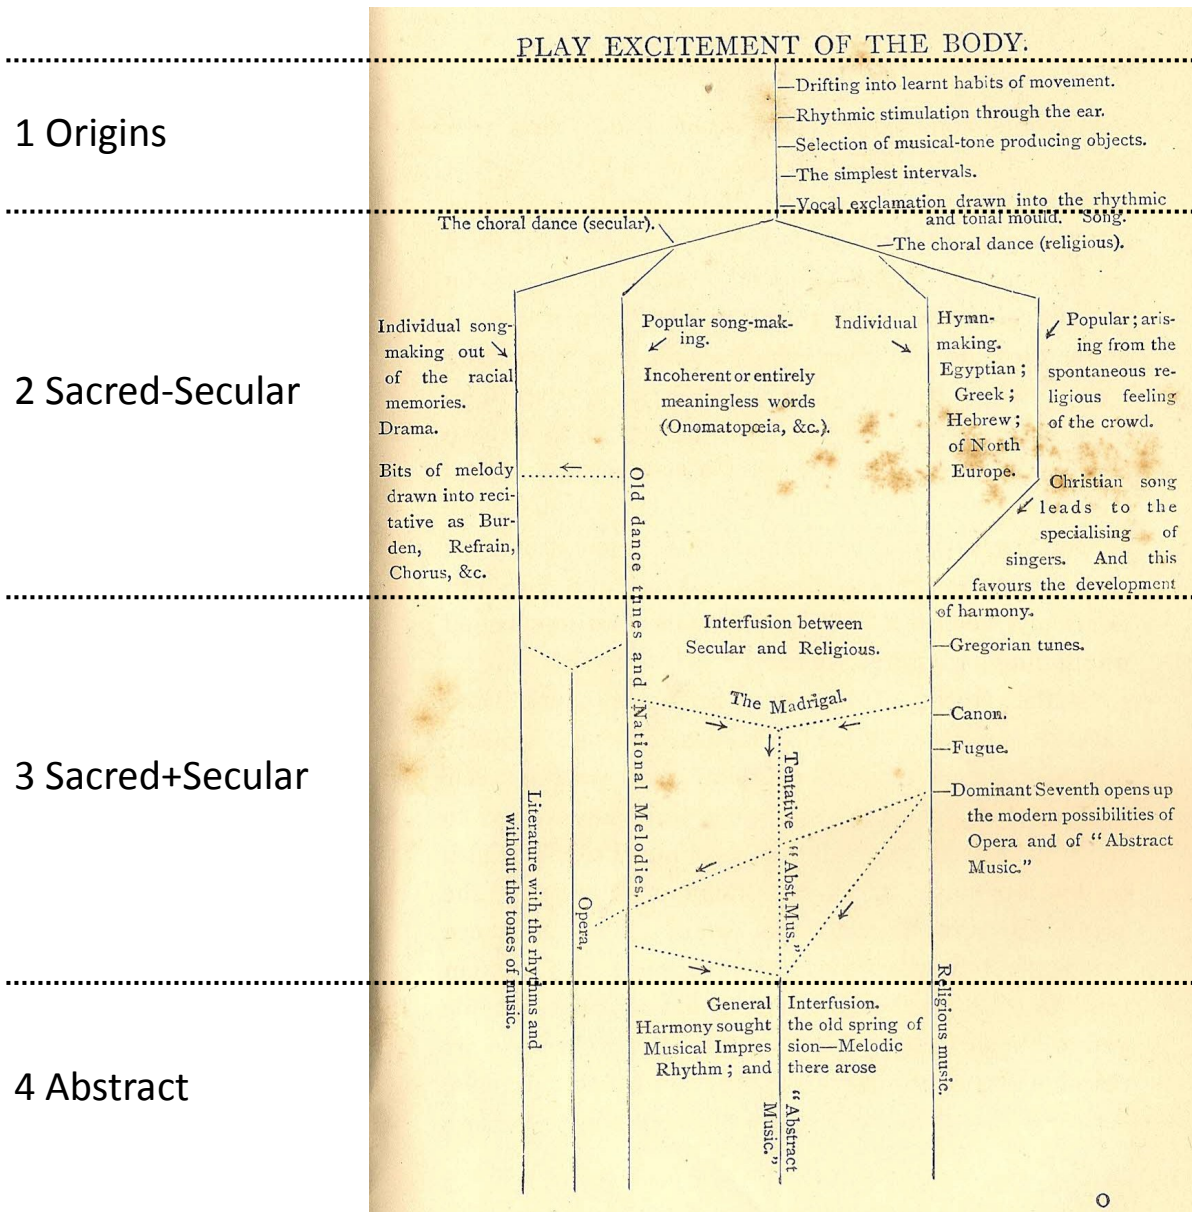 PLAY EXCITEMENT OF THE BODY.
1 Origins
—Drifting into learnt habits of movement.
—Rhythmic stimulation through the ear.
—Selection of musical-tone producing objects.
—The simplest intervals.
—Vocal exclamation drawn into the rhythmic
and tonal mould. Song.
The choral dance (secular).
—The choral dance (religious).
2 Sacred-Secular
Individual song-
making out
of the racial
memories.
Drama.
Popular song-mak-
ing.
Incoherent or entirely
meaningless words
(Onomatopœia, &c.).
Individual
Hymn-
making.
Egyptian;
Greek;
Hebrew;
of North
Europe.
Popular; aris-
ing from the
spontaneous re-
ligious feeling
of the crowd.
Bits of melody
drawn into reci-
tative as Bur-
den, Refrain,
Chorus, &c.
Old dance tunes and National Melodies.
Christian song
leads to the
specialising of
singers. And this
favours the development
of harmony.
3 Sacred+Secular
Interfusion between
Secular and Religious.
—Gregorian tunes.
The Madrigal.
—Canon.
—Fugue.
—Dominant Seventh opens up
the modern possibilities of
Opera and of “Abstract
Music.”
Tentative “Abst. Mus.”
Literature with the rhythms and
without the tones of music.
Opera,
Religious music.
4 Abstract
General Interfusion.
Harmony sought the old spring of
Musical Impres sion—Melodic
Rhythm; and there arose
“Abstract
Music.”
O